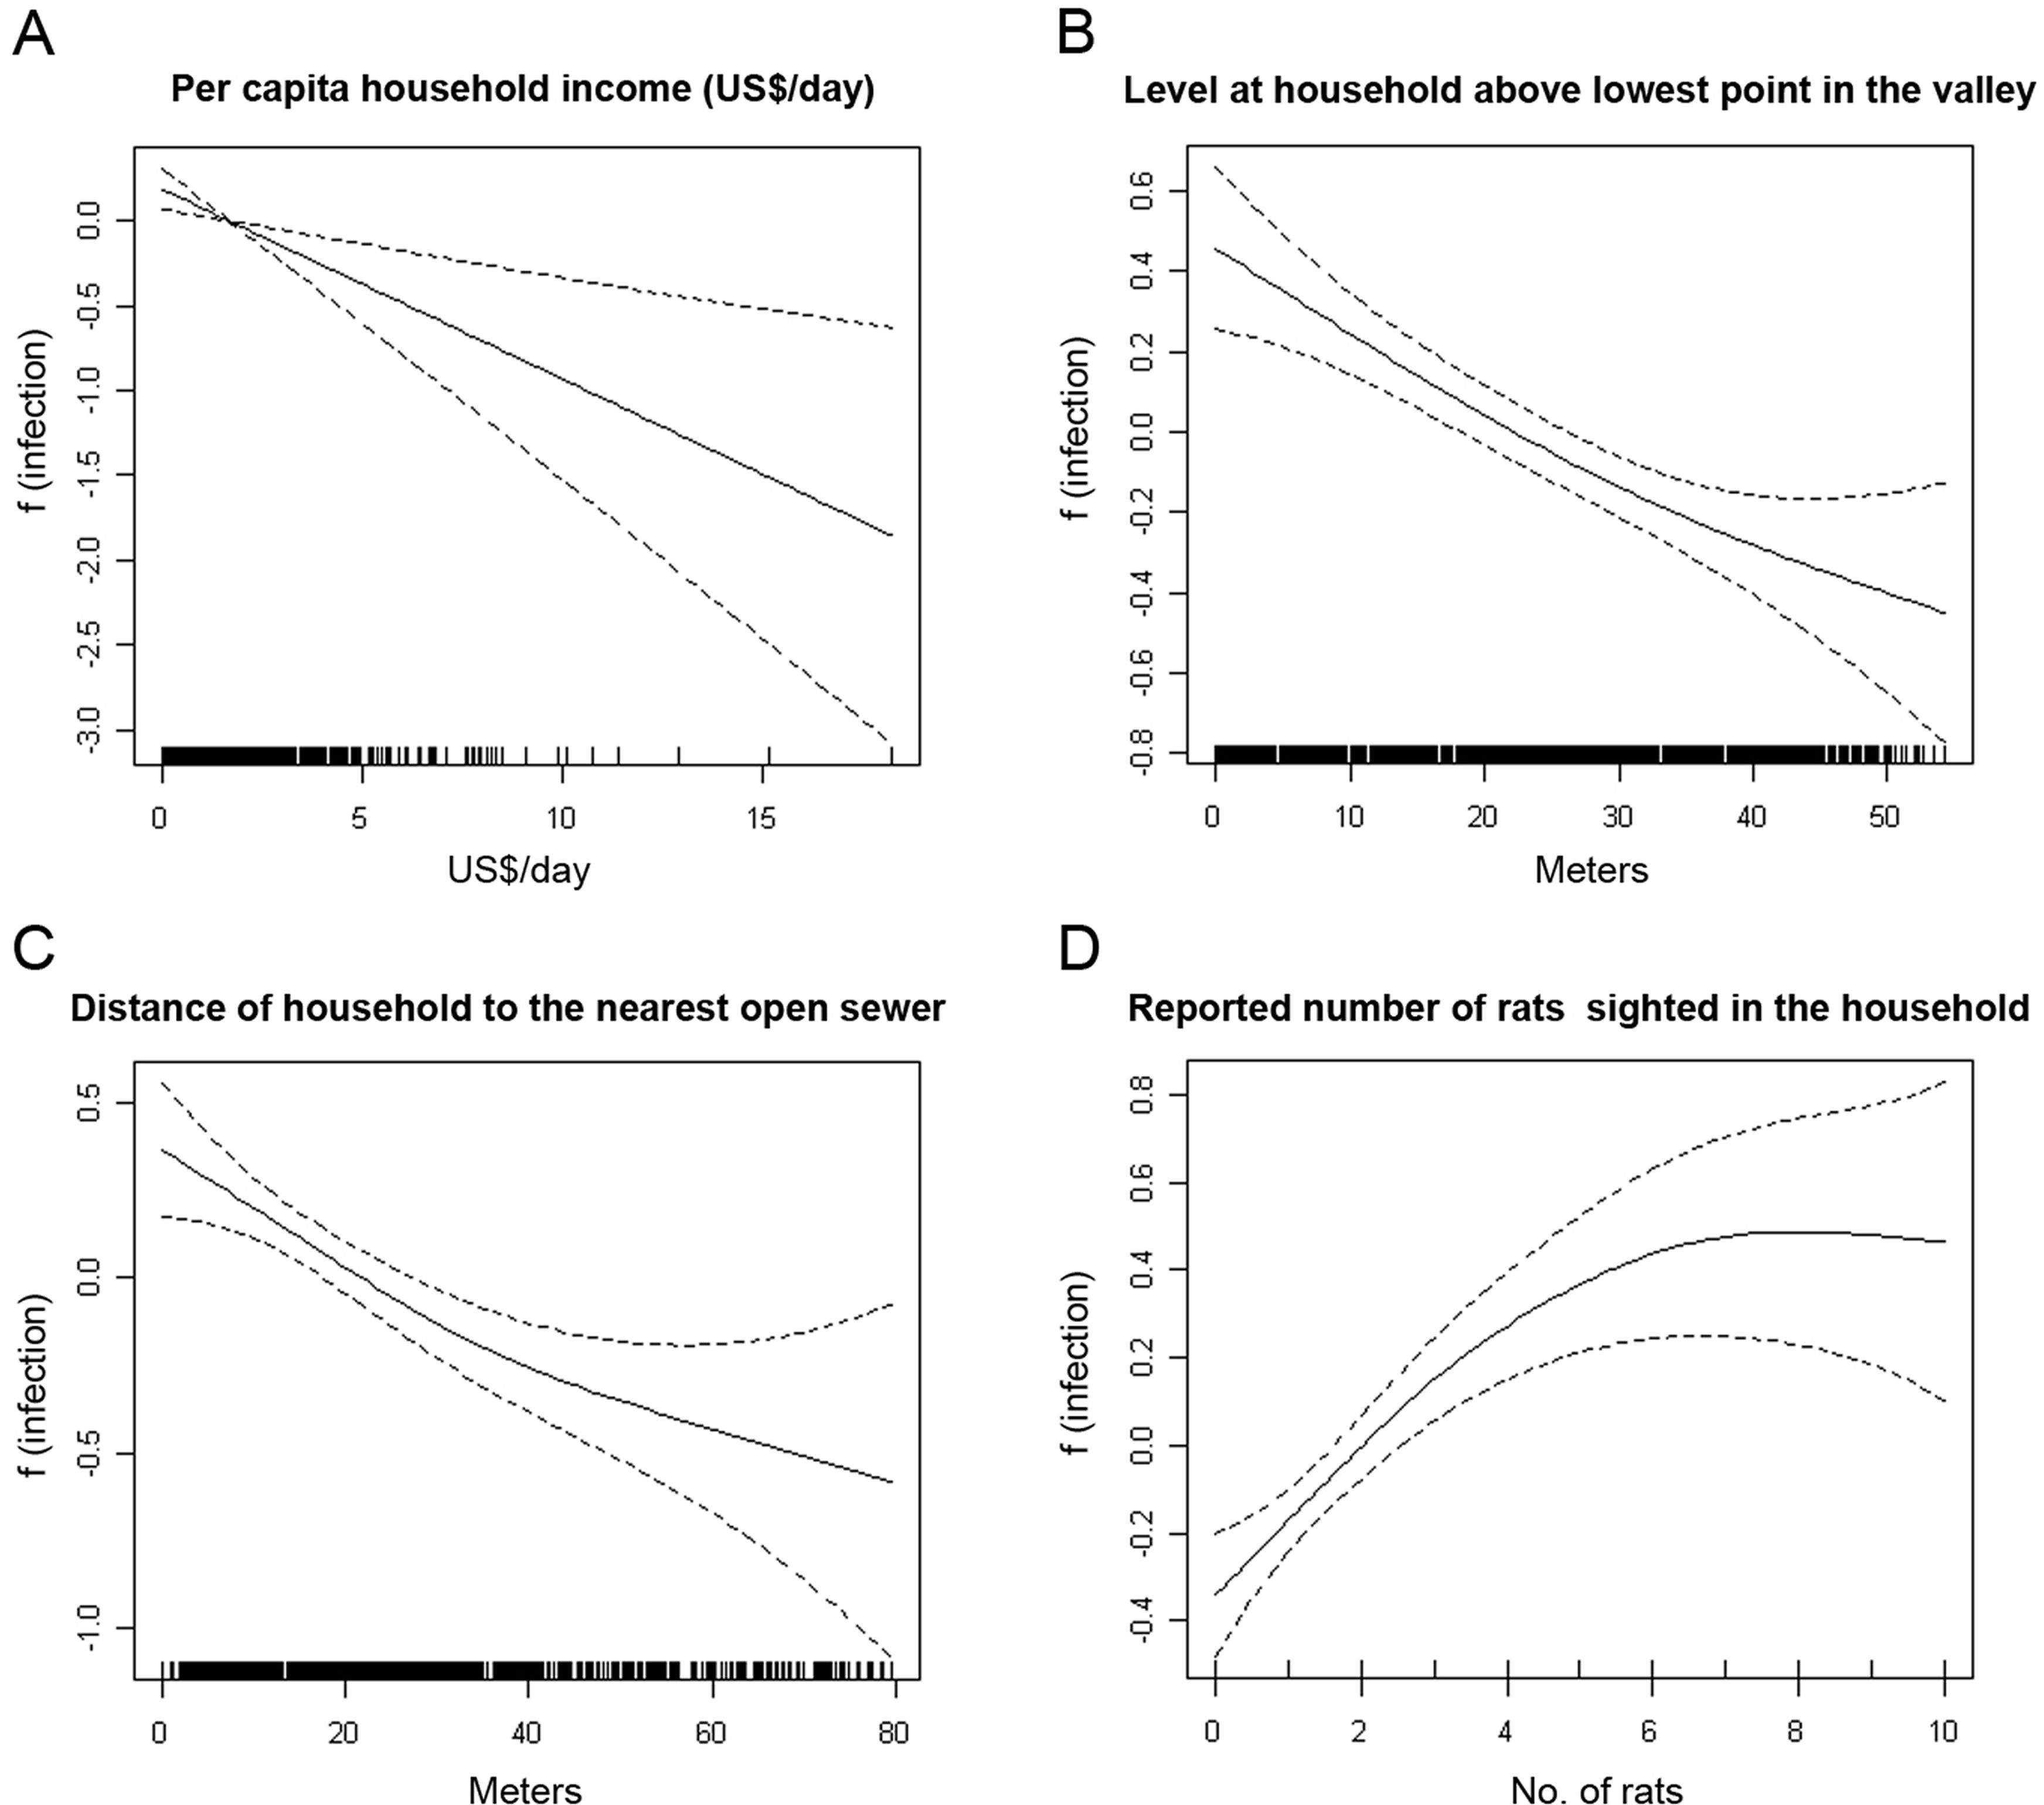 A
Per capita household income (US$/day)
f (infection)
0.0
-0.5
-1.0
-1.5
-2.0
-2.5
-3.0
0 5 10 15
US$/day
B
Level at household above lowest point in the valley
f (infection)
0.6
0.4
0.2
0.0
-0.2
-0.4
-0.6
-0.8
0 10 20 30 40 50
Meters
C
Distance of household to the nearest open sewer
f (infection)
0.5
0.0
-0.5
-1.0
0 20 40 60 80
Meters
D
Reported number of rats sighted in the household
f (infection)
0.8
0.6
0.4
0.2
0.0
-0.2
-0.4
0 2 4 6 8 10
No. of rats